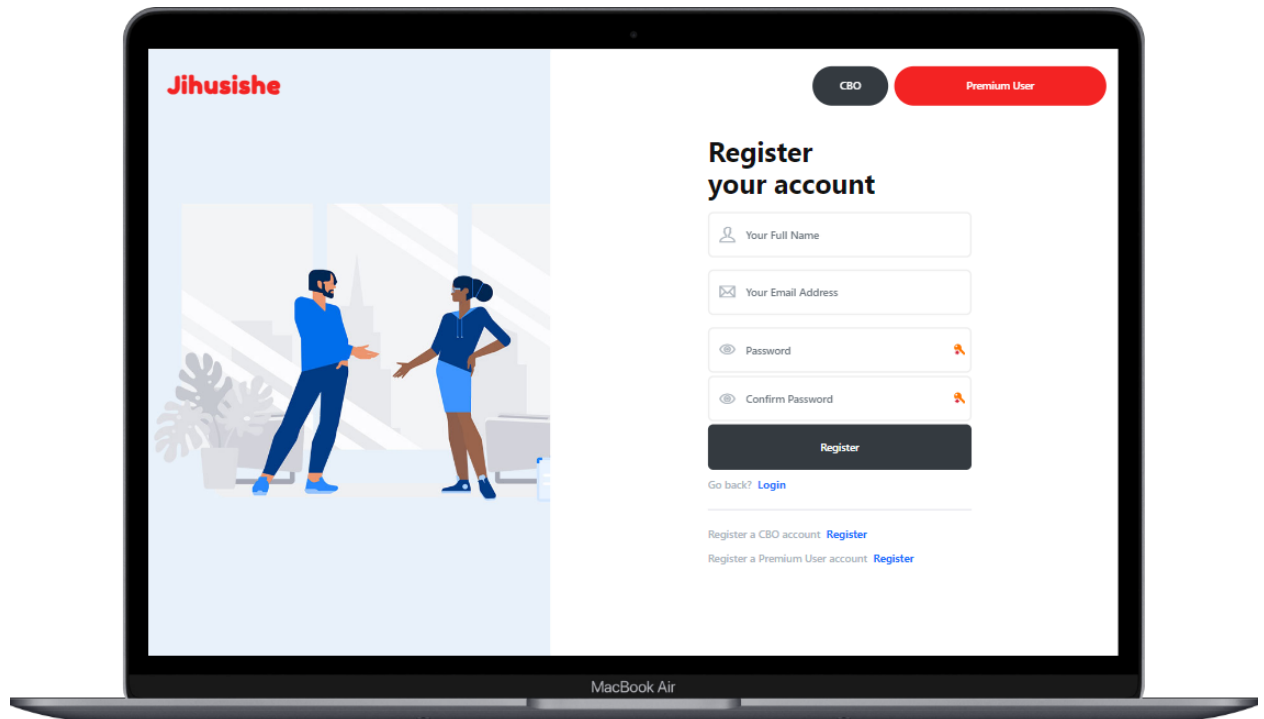 Jihusishe
CBO
Premium User
Register
your account
Your Full Name
Your Email Address
Password
Confirm Password
Register
Go back? Login
Register a CBO account Register
Register a Premium User account Register
MacBook Air